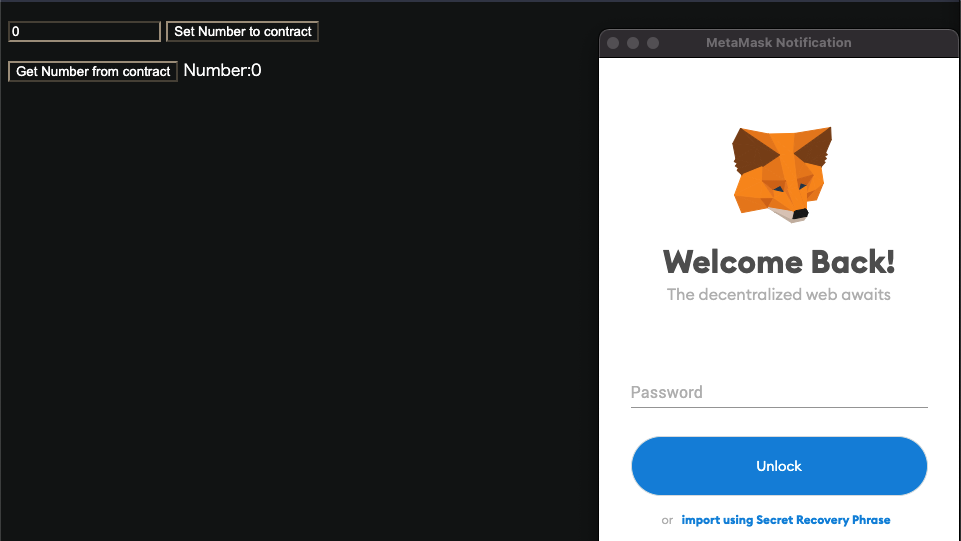 0 Set Number to contract
Get Number from contract Number:0
MetaMask Notification
Welcome Back!
The decentralized web awaits
Password
Unlock
or import using Secret Recovery Phrase